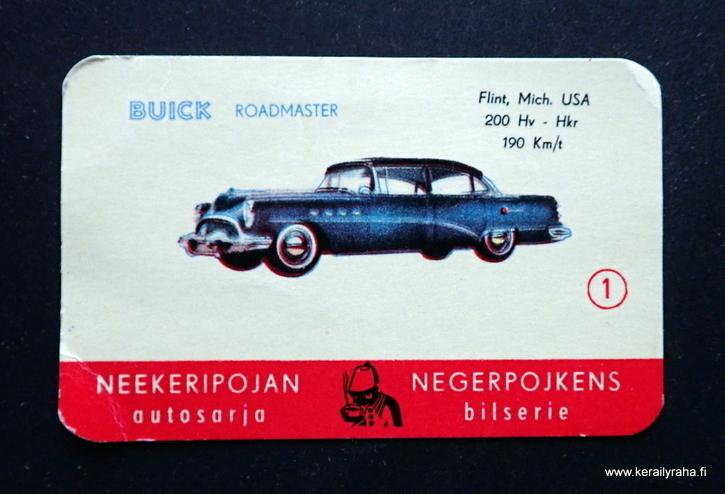 BUICK ROADMASTER
Flint, Mich. USA
200 Hv - Hkr
190 Km/t
1
NEEKERIPOJAN
autosarja
NEGERPOJKENS
bilserie
www.kerailyraha.fi